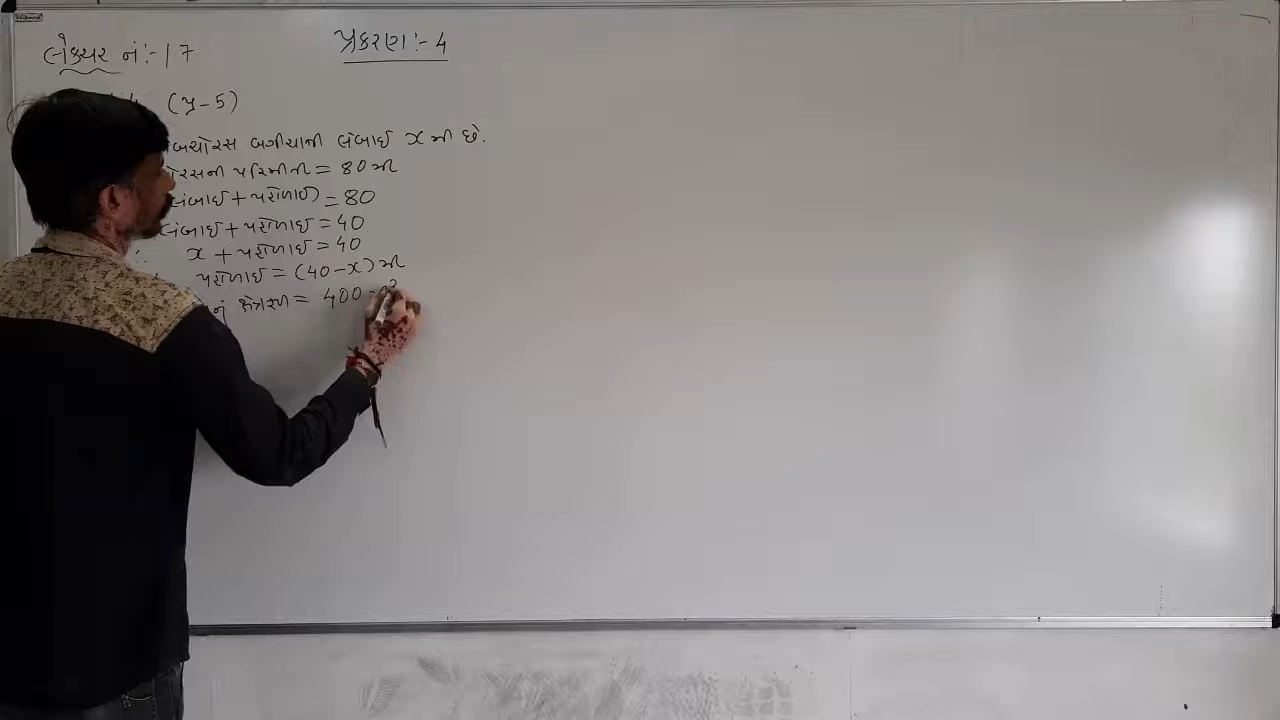 લેક્ચર નં:- 17
પ્રકરણ:- 4
(પ્ર-5)
બચોરસ બગીચાની લંબાઈ x મી છે.
રસની પરિમીતી = 80 મી
લંબાઈ + પહોળાઈ) = 80
લંબાઈ + પહોળાઈ = 40
∴ x + પહોળાઈ = 40
પહોળાઈ = (40-x) મી
નું ક્ષેત્રફળ = 400